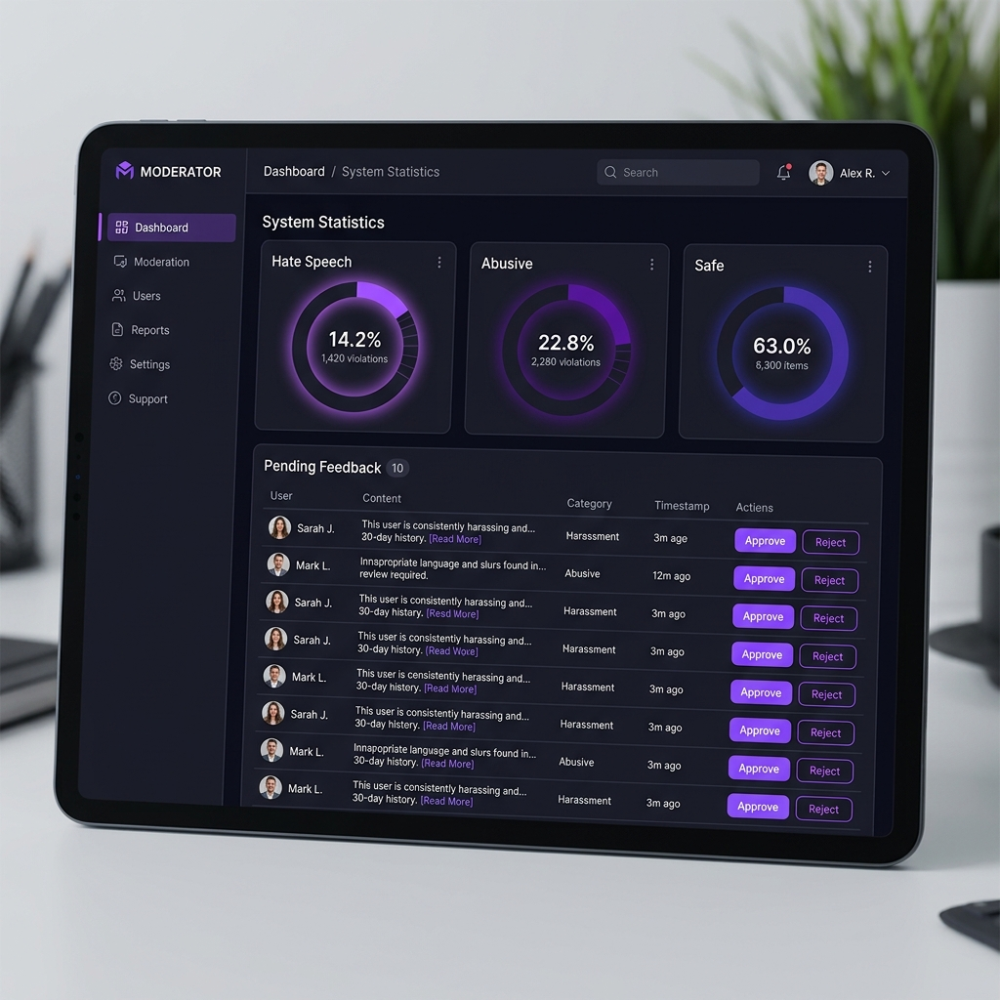 MODERATOR
Dashboard / System Statistics
Search
Alex R.
Dashboard
Moderation
Users
Reports
Settings
Support
System Statistics
Hate Speech
14.2%
1,420 violations
Abusive
22.8%
2,280 violations
Safe
63.0%
6,300 items
Pending Feedback 10
User Content Category Timestamp Actions
Sarah J. This user is consistently harassing and... Harassment 3m age Approve Reject
30-day history. [Read More]
Mark L. Innapropriate language and slurs found in... Abusive 12m ago Approve Reject
review required.
Sarah J. This user is consistently harassing and... Harassment 3m ago Approve Reject
30-day histary. [Resd More]
Sarah J. This user is consistently harassing and... Harassment 3m ago Approve Reject
30-day history. [Read Woxe]
Mark L. This user is consistently herassing and... Harassment 3m ago Approve Reject
30-day history. [Read More]
Sarah J. This user is consistently harassing and... Harassment 3m ago Approve Reject
30-day histery. [Read More]
Mark L. Innapopriate language and slurs found in... Abusive 3m ago Approve Reject
30-day history. [Read More]
Mark L. This user is consistently harassing and... Harassment 3m ago Approve Reject
30-day history. [Read More]